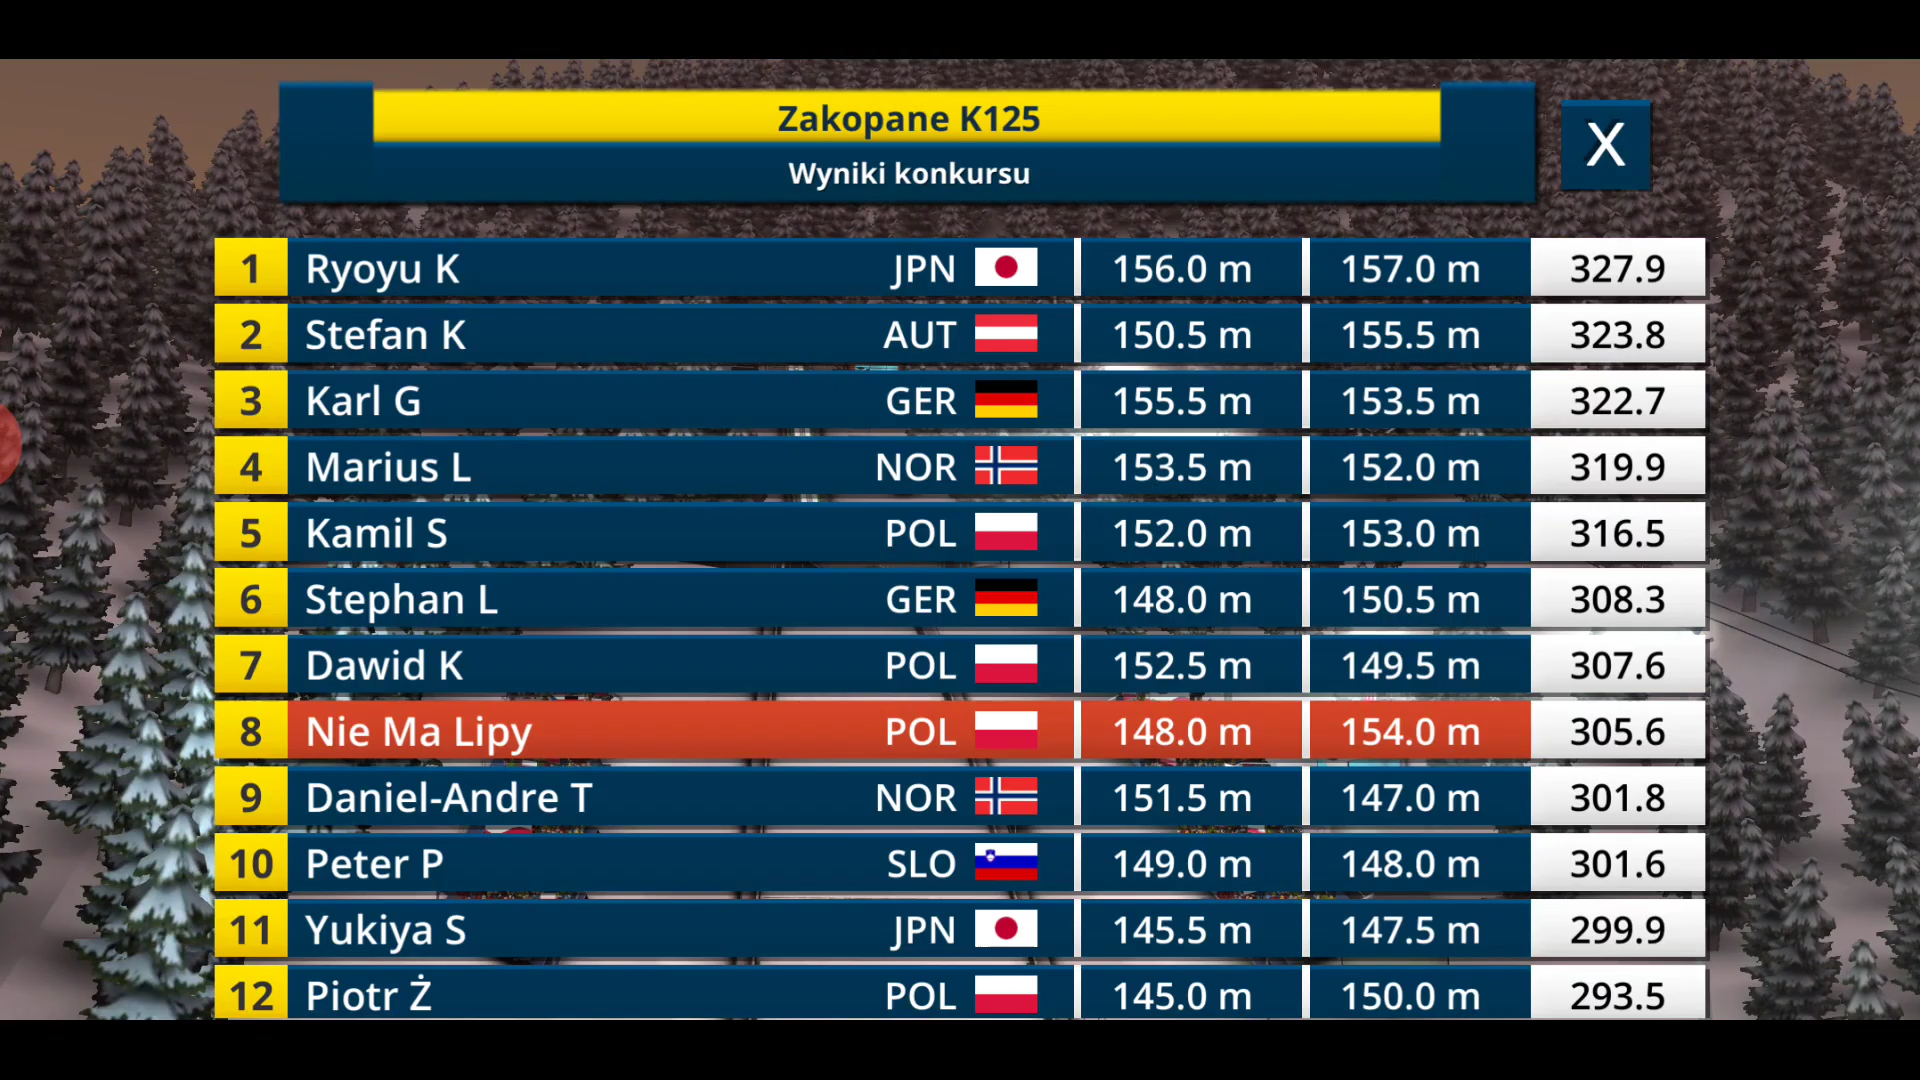 Zakopane K125
X
Wyniki konkursu
1 Ryoyu K JPN 156.0 m 157.0 m 327.9
2 Stefan K AUT 150.5 m 155.5 m 323.8
3 Karl G GER 155.5 m 153.5 m 322.7
4 Marius L NOR 153.5 m 152.0 m 319.9
5 Kamil S POL 152.0 m 153.0 m 316.5
6 Stephan L GER 148.0 m 150.5 m 308.3
7 Dawid K POL 152.5 m 149.5 m 307.6
8 Nie Ma Lipy POL 148.0 m 154.0 m 305.6
9 Daniel-Andre T NOR 151.5 m 147.0 m 301.8
10 Peter P SLO 149.0 m 148.0 m 301.6
11 Yukiya S JPN 145.5 m 147.5 m 299.9
12 Piotr Ż POL 145.0 m 150.0 m 293.5